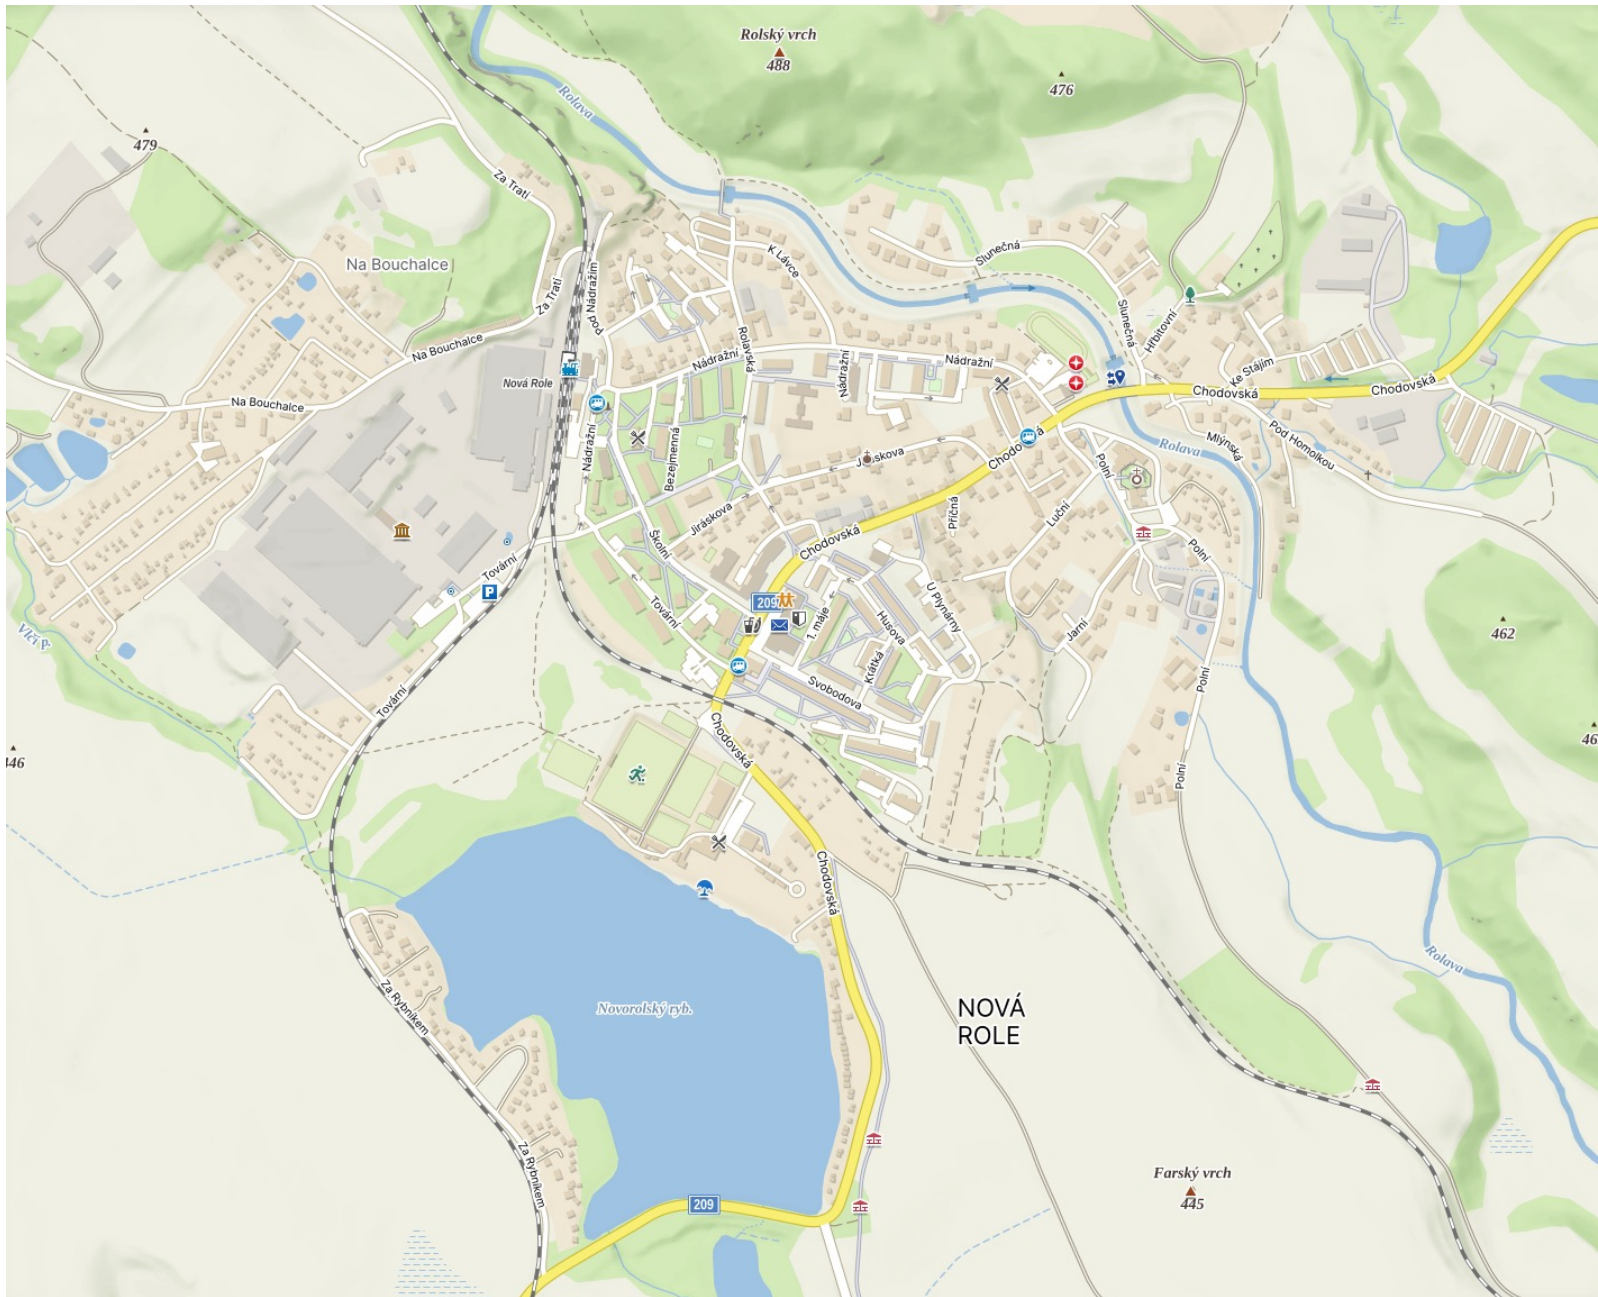 Rolský vrch
488
476
Rolava
479
Za Tratí
Na Bouchalce
Slunečná
K Lávce
Za Tratí
Pod Nádražím
Slunečná
Hřbitovní
Rolavská
Na Bouchalce
Nádražní
Nádražní
Nádražní
Ke Stájím
Nová Role
Chodovská
Chodovská
Na Bouchalce
Nádražní
Bezejmenná
Chodovská
Mlýnská
Pod Homolkou
Rolava
Polní
Jiráskova
Příčná
Luční
Školní
Chodovská
Polní
Tovární
P
209
Tovární
1. máje
Husova
U Plynárny
Jarní
462
Vlčí p.
Krátká
Svobodova
Polní
Tovární
Chodovská
446
Polní
Chodovská
Rolava
Za Rybníkem
Novorolský ryb.
NOVÁ
ROLE
Za Rybníkem
Farský vrch
445
209